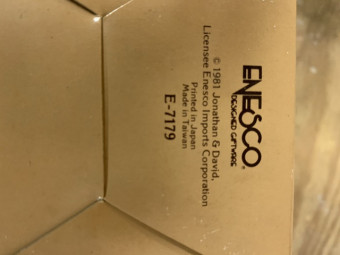 ENESCO®
DESIGNED GIFTWARE
© 1981 Jonathan & David,
Licensee Enesco Imports Corporation
Printed in Japan
Made in Taiwan
E-7179